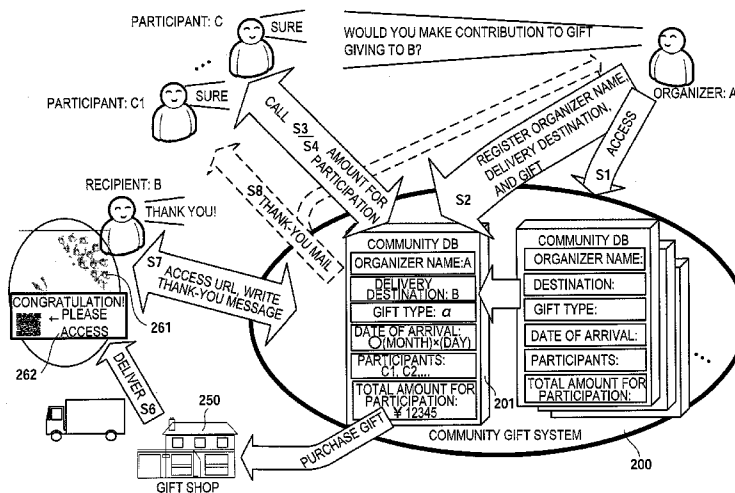 PARTICIPANT: C
SURE
WOULD YOU MAKE CONTRIBUTION TO GIFT
GIVING TO B?
PARTICIPANT: C1
SURE
ORGANIZER: A
CALL
S3
S4
AMOUNT FOR
PARTICIPATION
REGISTER ORGANIZER NAME,
DELIVERY DESTINATION,
AND GIFT
S2
ACCESS
S1
RECIPIENT: B
THANK YOU!
S8
THANK-YOU MAIL
S7
ACCESS URL, WRITE
THANK-YOU MESSAGE
CONGRATULATION!
← PLEASE
ACCESS
261
262
DELIVER
S6
250
GIFT SHOP
PURCHASE GIFT
COMMUNITY DB
ORGANIZER NAME:A
DELIVERY
DESTINATION: B
GIFT TYPE: α
DATE OF ARRIVAL:
○(MONTH)×(DAY)
PARTICIPANTS:
C1, C2,...
TOTAL AMOUNT FOR
PARTICIPATION:
¥ 12345
201
COMMUNITY DB
ORGANIZER NAME:
DESTINATION:
GIFT TYPE:
DATE OF ARRIVAL:
PARTICIPANTS:
TOTAL AMOUNT FOR
PARTICIPATION:
COMMUNITY GIFT SYSTEM
200